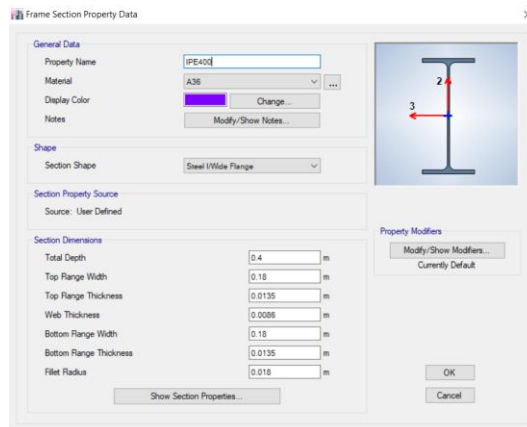 Frame Section Property Data
General Data
Property Name IPE400
Material A36 ...
Display Color Change...
Notes Modify/Show Notes...
Shape
Section Shape Steel I/Wide Flange
Section Property Source
Source: User Defined
Section Dimensions
Total Depth 0.4 m
Top Flange Width 0.18 m
Top Flange Thickness 0.0135 m
Web Thickness 0.0086 m
Bottom Flange Width 0.18 m
Bottom Flange Thickness 0.0135 m
Fillet Radius 0.018 m
Show Section Properties...
2
3
Property Modifiers
Modify/Show Modifiers...
Currently Default
OK
Cancel